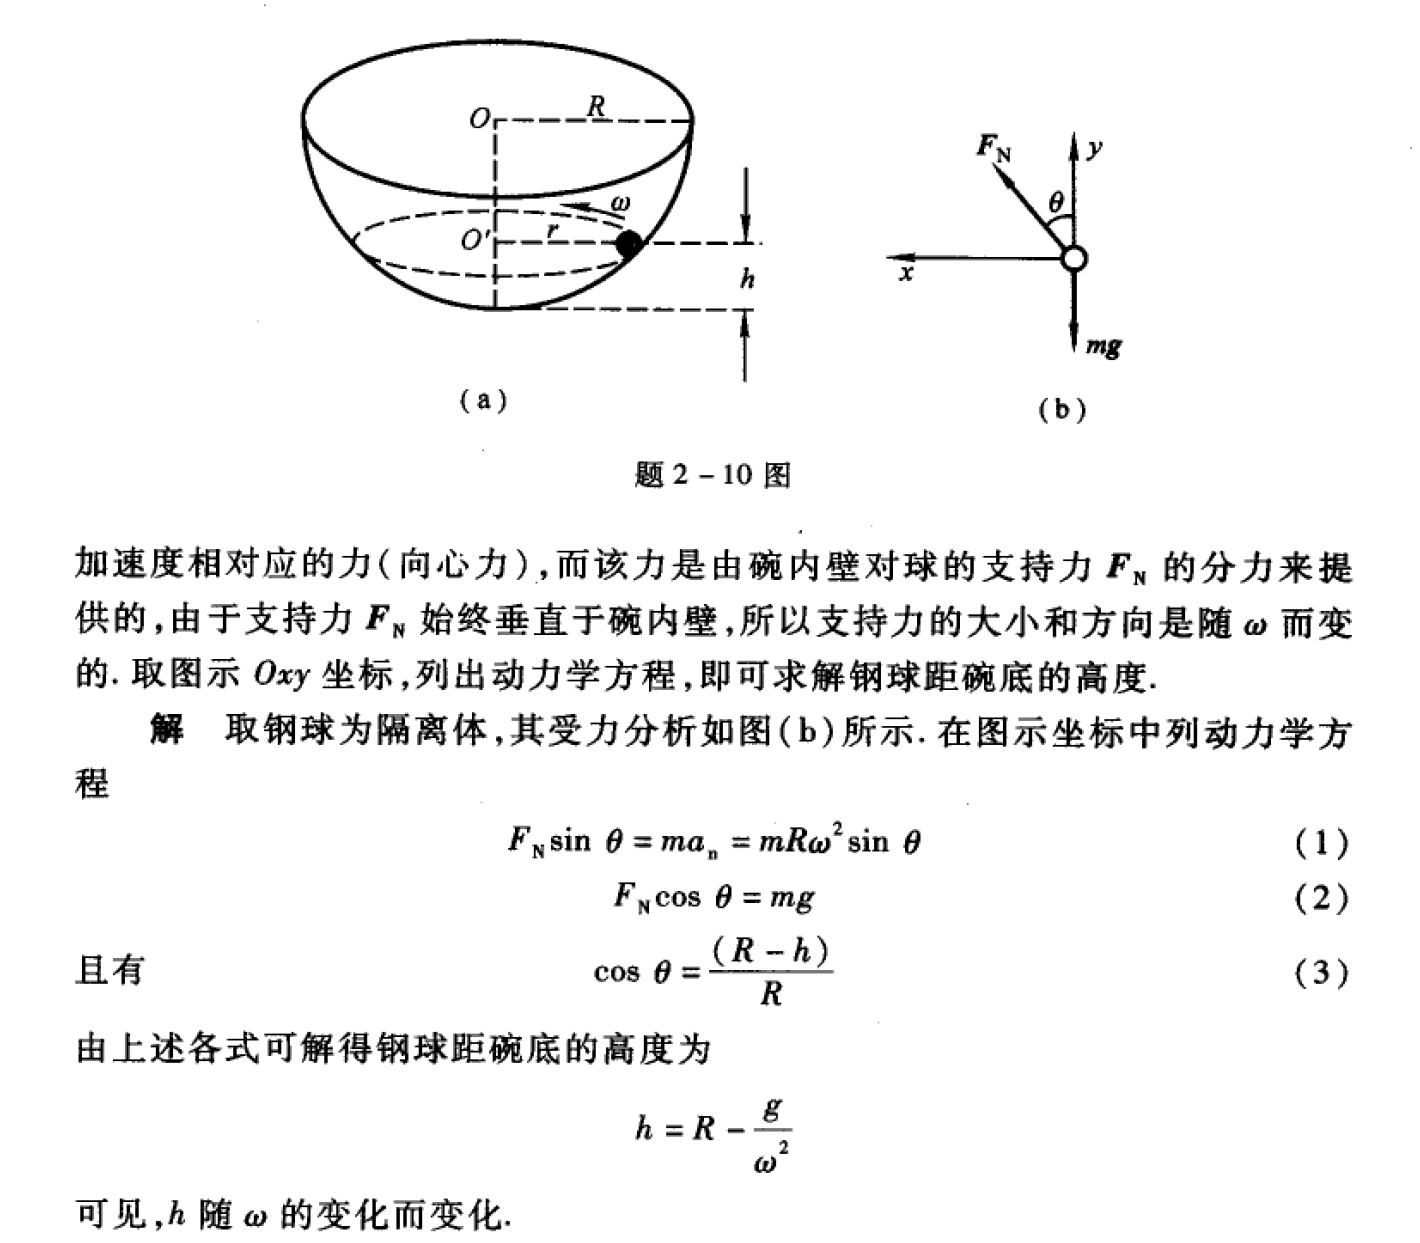 O R
ω
O′ r
h
(a)
F_N y
θ
x
mg
(b)
题 2 – 10 图
加速度相对应的力(向心力),而该力是由碗内壁对球的支持力 F_N 的分力来提
供的,由于支持力 F_N 始终垂直于碗内壁,所以支持力的大小和方向是随 ω 而变
的. 取图示 Oxy 坐标,列出动力学方程,即可求解钢球距碗底的高度.
解 取钢球为隔离体,其受力分析如图(b)所示. 在图示坐标中列动力学方
程
F_N sin θ = ma_n = mRω² sin θ (1)
F_N cos θ = mg (2)
且有 cos θ = (R – h)/R (3)
由上述各式可解得钢球距碗底的高度为
h = R – g/ω²
可见,h 随 ω 的变化而变化.